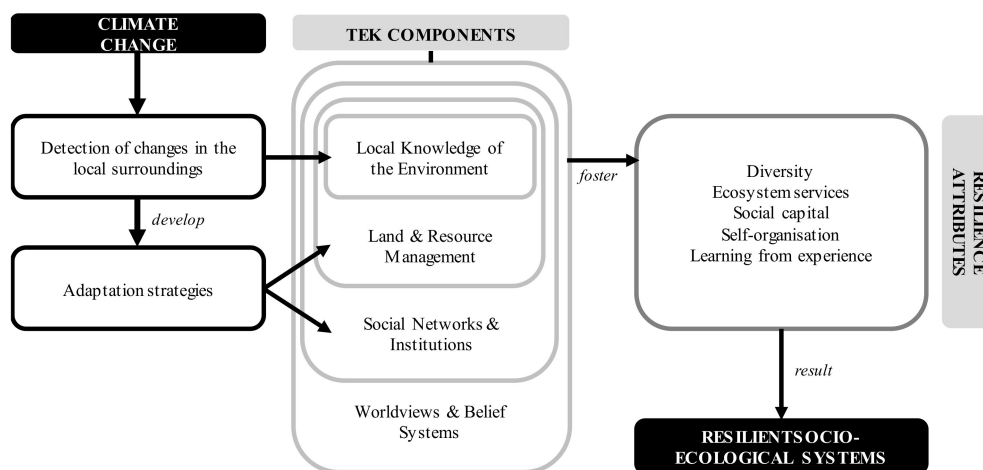 CLIMATE
CHANGE
TEK COMPONENTS
Detection of changes in the
local surroundings
develop
Adaptation strategies
Local Knowledge of
the Environment
Land & Resource
Management
Social Networks &
Institutions
Worldviews & Belief
Systems
foster
Diversity
Ecosystem services
Social capital
Self-organisation
Learning from experience
RESILIENCE
ATTRIBUTES
result
RESILIENTSOCIO-
ECOLOGICAL SYSTEMS